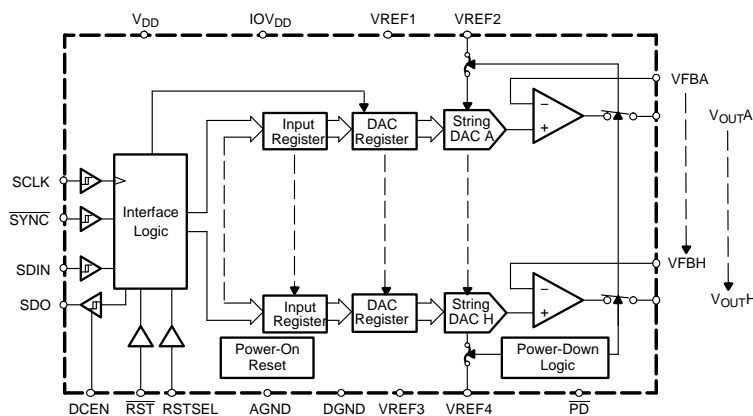 VDD IOVDD VREF1 VREF2
VFBA
Input Register
DAC Register
String DAC A
−
+
VOUTA
SCLK
SYNC
Interface Logic
SDIN
SDO
VFBH
Input Register
DAC Register
String DAC H
−
+
VOUTH
Power-On Reset
Power-Down Logic
DCEN RST RSTSEL AGND DGND VREF3 VREF4 PD